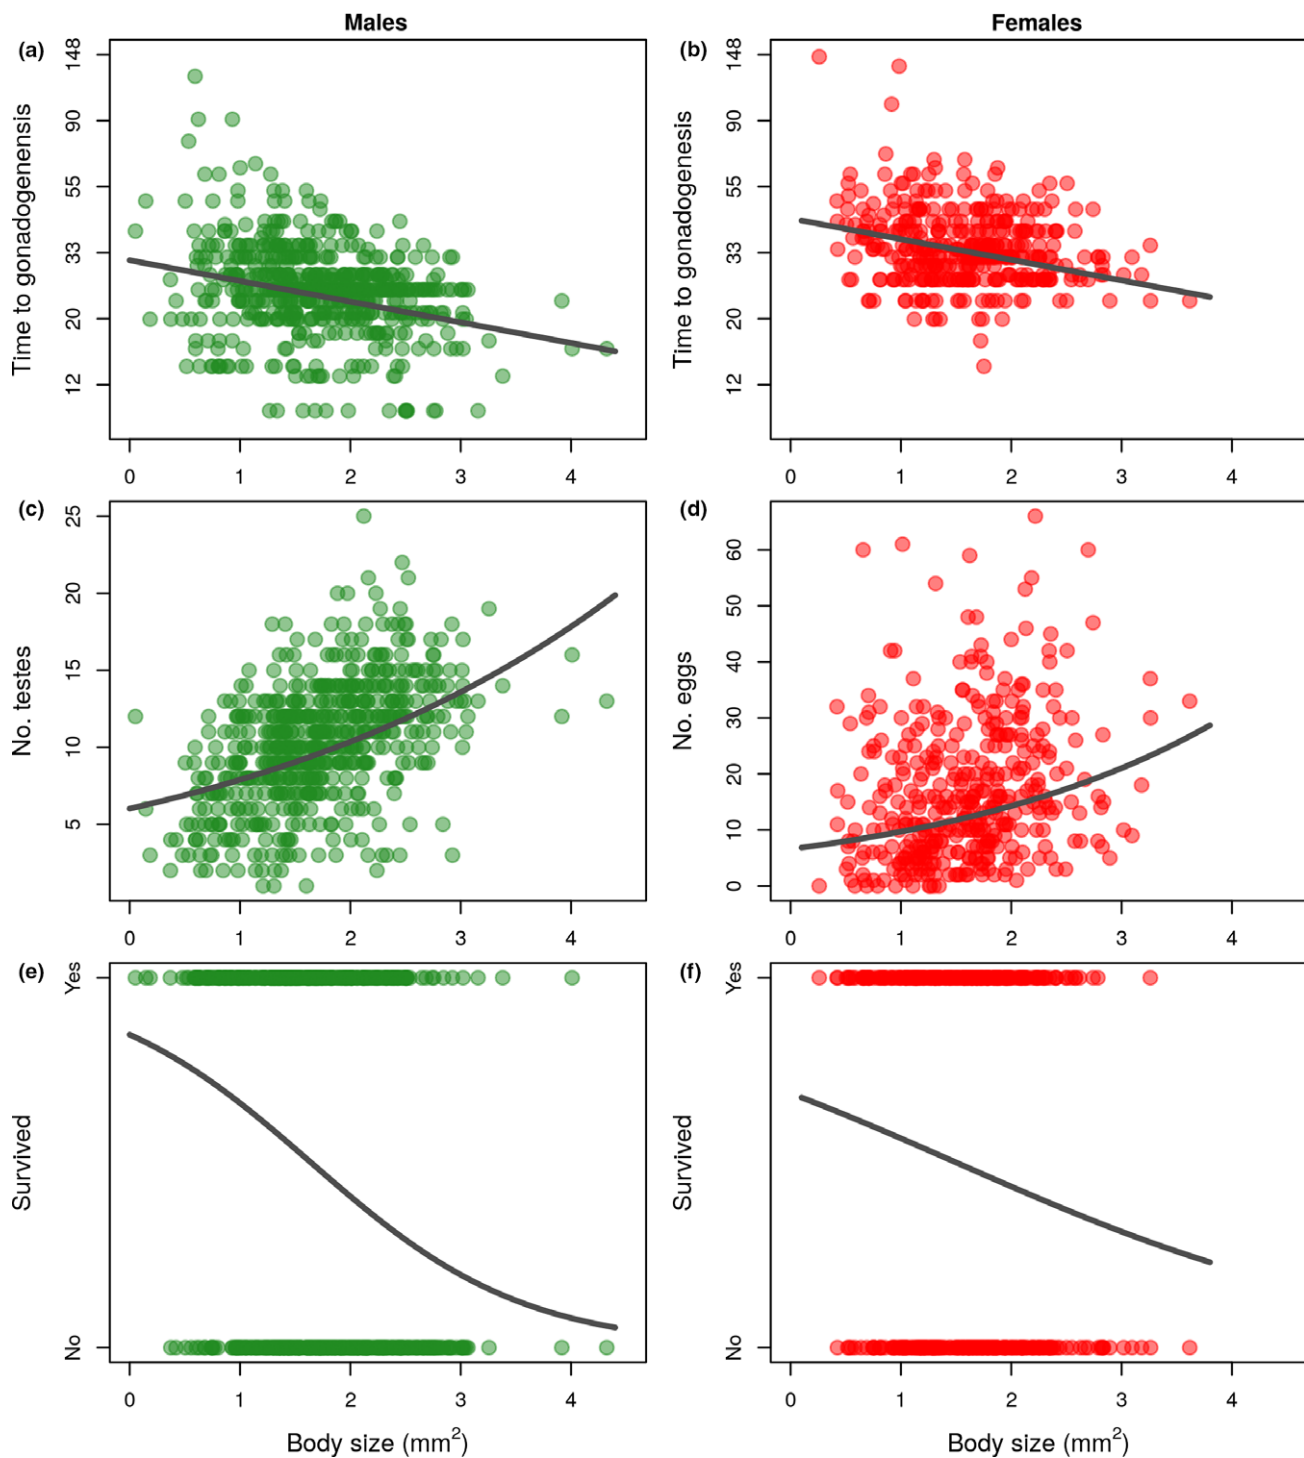 Males
Females
(a)
Time to gonadogenensis
148
90
55
33
20
12
0 1 2 3 4
(b)
Time to gonadogenesis
148
90
55
33
20
12
0 1 2 3 4
(c)
No. testes
25
20
15
10
5
0 1 2 3 4
(d)
No. eggs
60
50
40
30
20
10
0
0 1 2 3 4
(e)
Survived
Yes
No
0 1 2 3 4
Body size (mm²)
(f)
Survived
Yes
No
0 1 2 3 4
Body size (mm²)